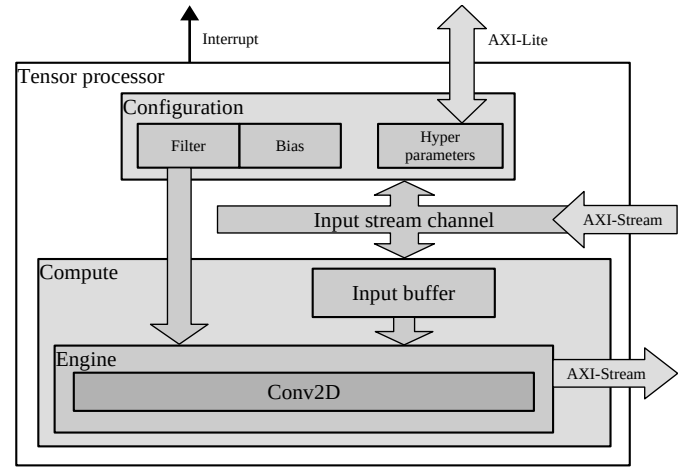 Interrupt
AXI-Lite
Tensor processor
Configuration
Filter
Bias
Hyper
parameters
Input stream channel
AXI-Stream
Compute
Input buffer
Engine
AXI-Stream
Conv2D